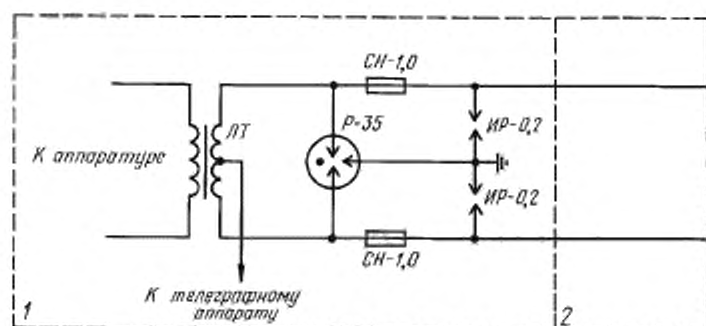 СН-1,0
Р-35
ЛТ
ИР-0,2
К аппаратуре
ИР-0,2
СН-1,0
К телеграфному
аппарату
1
2